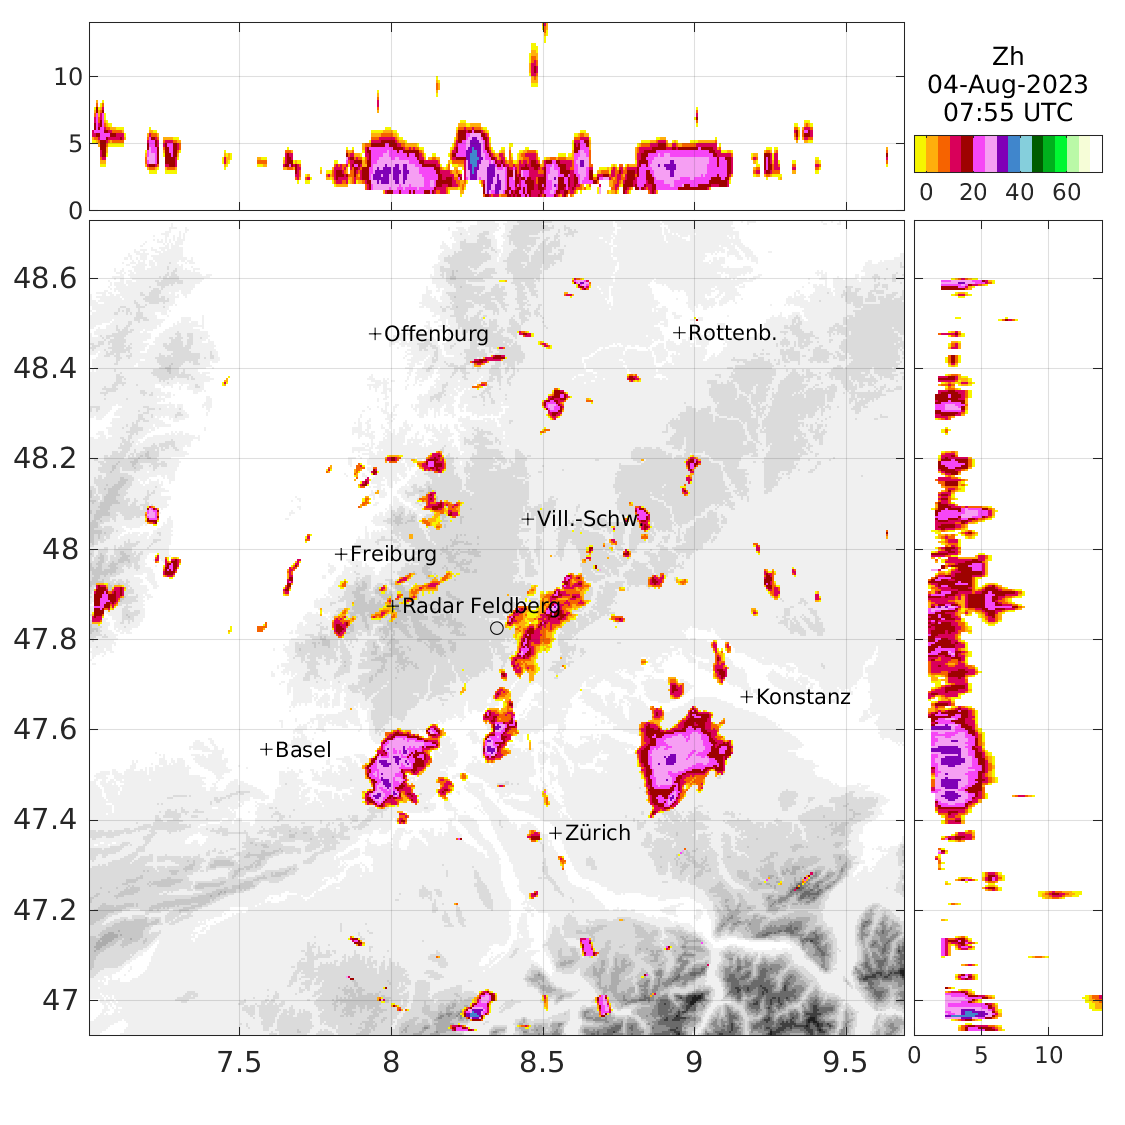 10
5
0
Zh
04-Aug-2023
07:55 UTC
0 20 40 60
48.6
48.4
48.2
48
47.8
47.6
47.4
47.2
47
+Offenburg
+Rottenb.
+Vill.-Schw.
+Freiburg
+Radar Feldberg
+Konstanz
+Basel
+Zürich
7.5 8 8.5 9 9.5
0 5 10